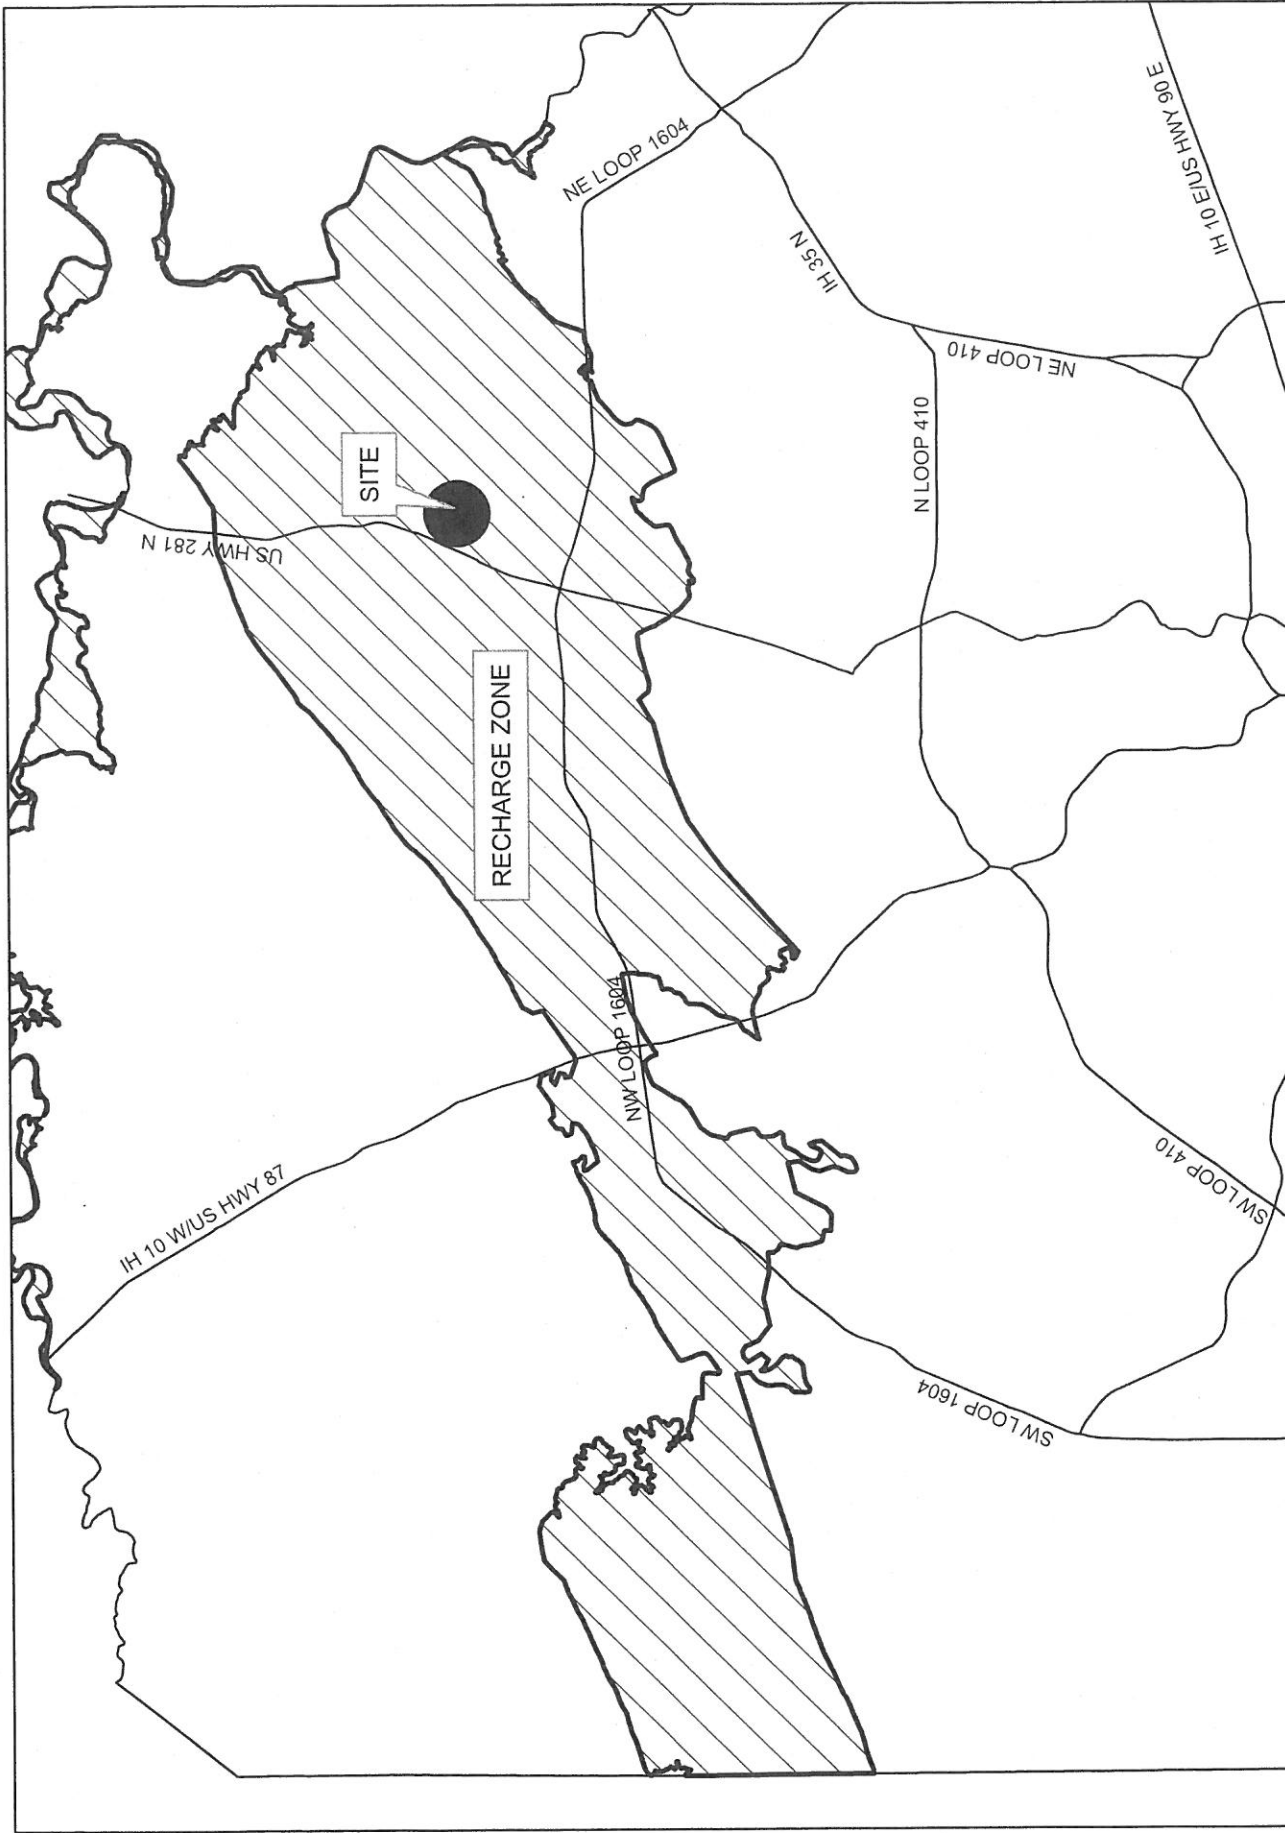 US HWY 281 N
SITE
NE LOOP 1604
IH 10 E/US HWY 90 E
IH 35 N
NE LOOP 410
N LOOP 410
RECHARGE ZONE
NW LOOP 1604
IH 10 W/US HWY 87
SW LOOP 410
SW LOOP 1604